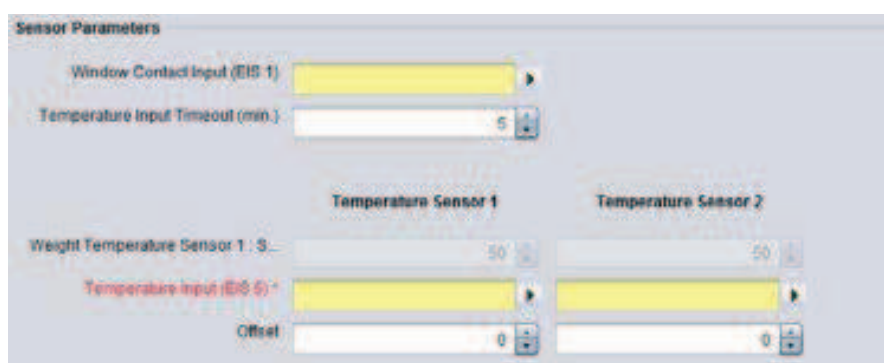 Sensor Parameters
Window Contact Input (EIS 1)
Temperature Input Timeout (min.) 5
Temperature Sensor 1 Temperature Sensor 2
Weight Temperature Sensor 1 : S... 50 50
Temperature Input (EIS 5) *
Offset 0 0